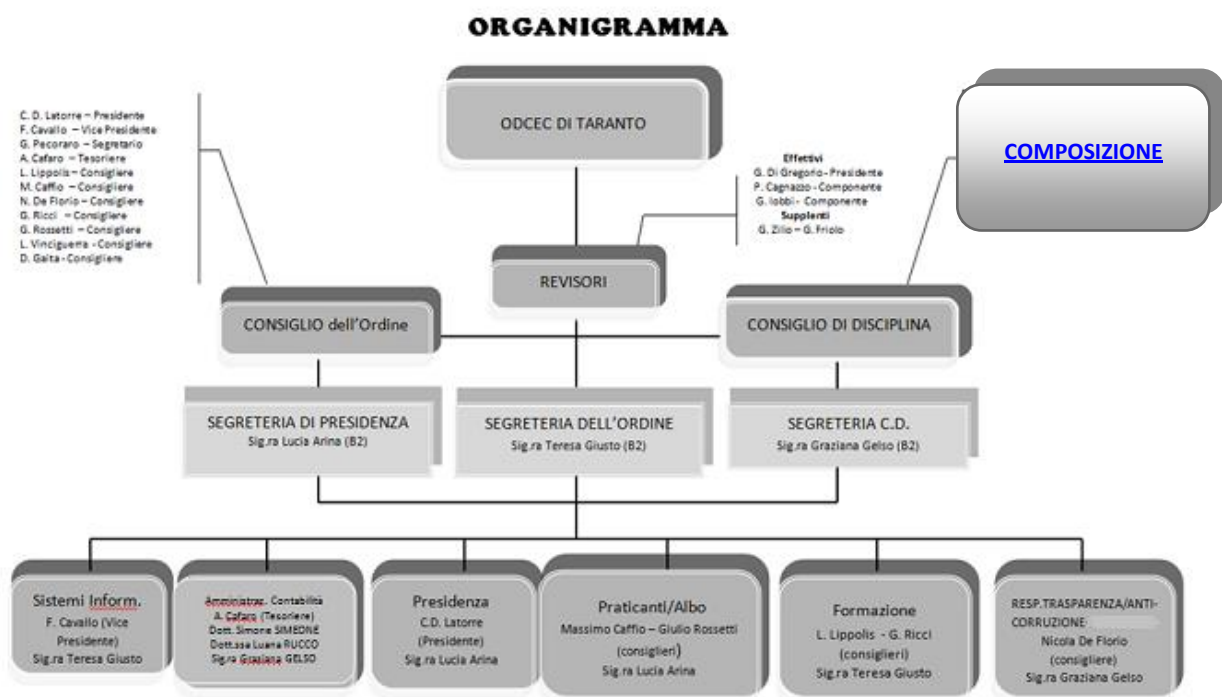 ORGANIGRAMMA
ODCEC DI TARANTO
COMPOSIZIONE
C. D. Latorre – Presidente
F. Cavallo – Vice Presidente
G. Pecoraro – Segretario
A. Cafaro – Tesoriere
L. Lippolis – Consigliere
M. Caffio – Consigliere
N. De Florio – Consigliere
G. Ricci – Consigliere
G. Rossetti – Consigliere
L. Vinciguerra - Consigliere
D. Gaita - Consigliere
Effettivi
G. Di Gregorio - Presidente
P. Cagnazzo - Componente
G. Iobbi - Componente
Supplenti
G. Zilio – G. Friolo
REVISORI
CONSIGLIO dell'Ordine
CONSIGLIO DI DISCIPLINA
SEGRETERIA DI PRESIDENZA
Sig.ra Lucia Arina (B2)
SEGRETERIA DELL'ORDINE
Sig.ra Teresa Giusto (B2)
SEGRETERIA C.D.
Sig.ra Graziana Gelso (B2)
Sistemi Inform.
F. Cavallo (Vice
Presidente)
Sig.ra Teresa Giusto
Amministraz. Contabilità
A. Cafaro (Tesoriere)
Dott. Simone SIMEONE
Dott.ssa Luana RUCCO
Sig.ra Graziana GELSO
Presidenza
C.D. Latorre
(Presidente)
Sig.ra Lucia Arina
Praticanti/Albo
Massimo Caffio – Giulio Rossetti
(consiglieri)
Sig.ra Lucia Arina
Formazione
L. Lippolis - G. Ricci
(consiglieri)
Sig.ra Teresa Giusto
RESP.TRASPARENZA/ANTI-
CORRUZIONE
Nicola De Florio
(consigliere)
Sig.ra Graziana Gelso